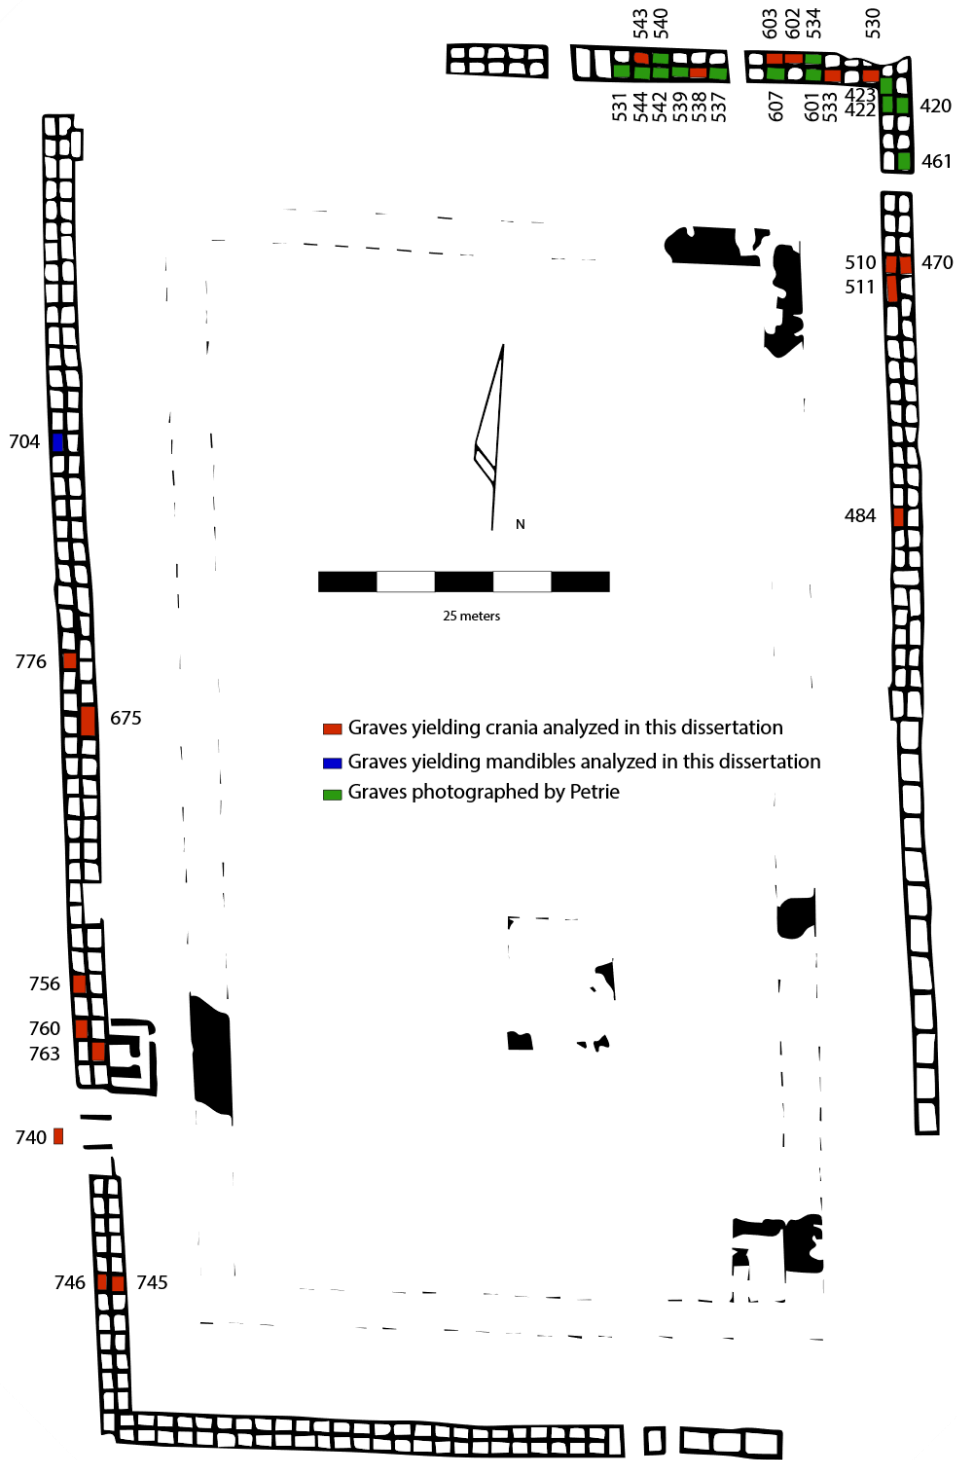 543 540 603 602 534 530
531 544 542 539 538 537 607 601 533 423
422
420
461
510 470
511
704
484
N
25 meters
776
675
Graves yielding crania analyzed in this dissertation
Graves yielding mandibles analyzed in this dissertation
Graves photographed by Petrie
756
760
763
740
746 745